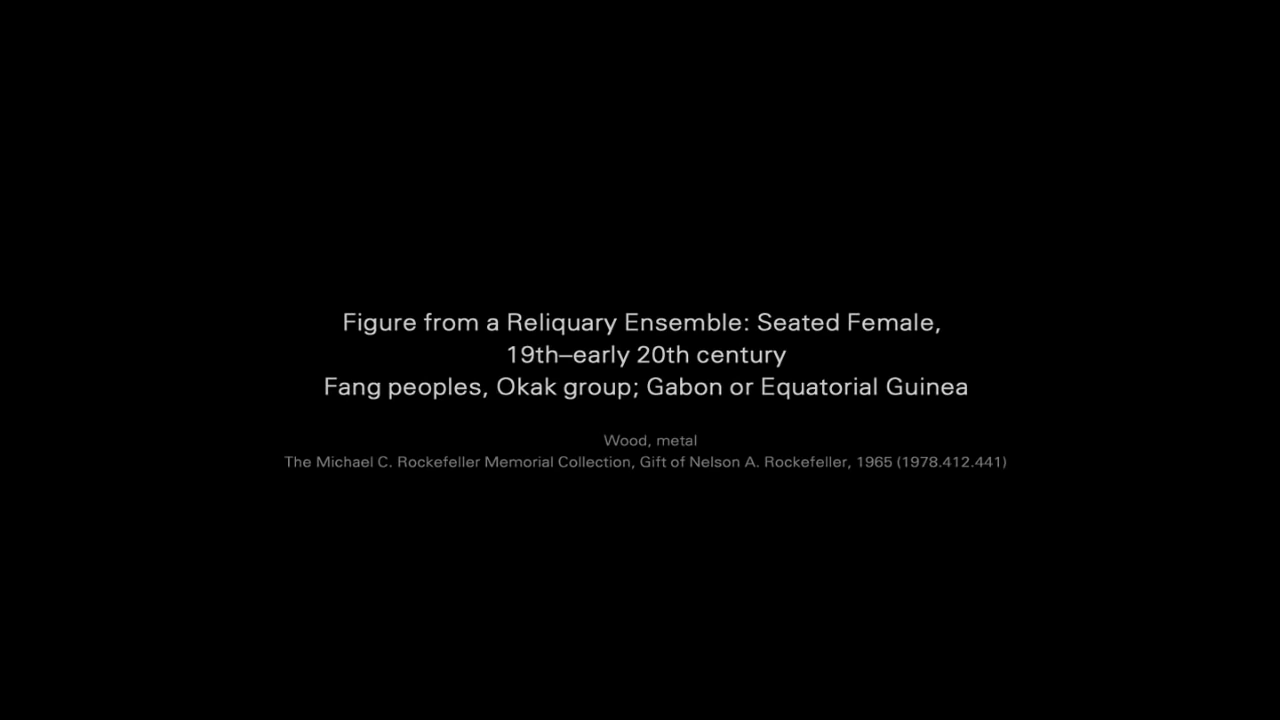 Figure from a Reliquary Ensemble: Seated Female,
19th–early 20th century
Fang peoples, Okak group; Gabon or Equatorial Guinea
Wood, metal
The Michael C. Rockefeller Memorial Collection, Gift of Nelson A. Rockefeller, 1965 (1978.412.441)